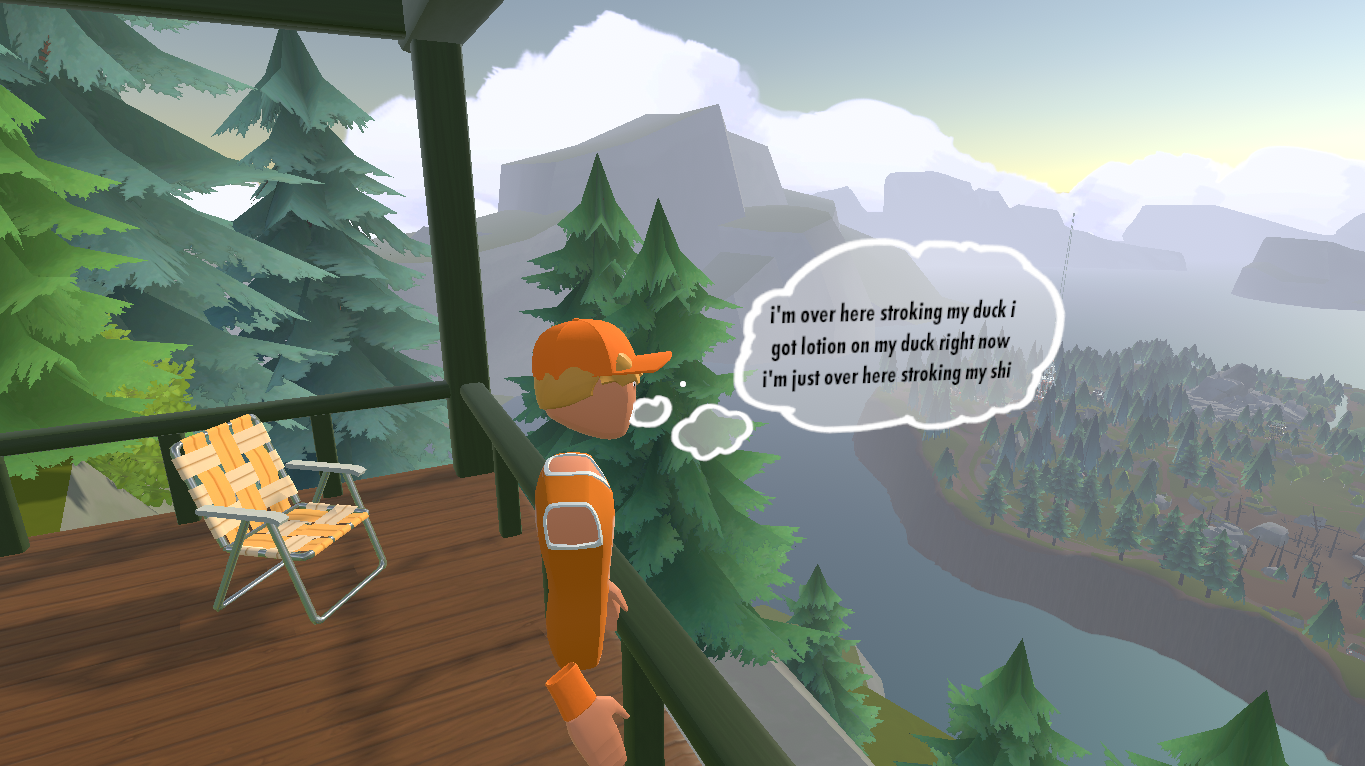 i'm over here stroking my duck i
got lotion on my duck right now
i'm just over here stroking my shi